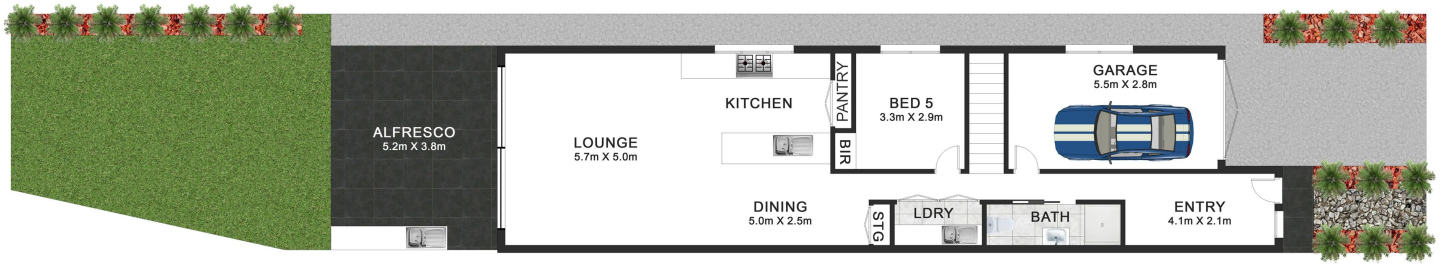 GARAGE
5.5m X 2.8m
PANTRY
KITCHEN
BED 5
3.3m X 2.9m
ALFRESCO
5.2m X 3.8m
LOUNGE
5.7m X 5.0m
BIR
DINING
5.0m X 2.5m
STG
LDRY
BATH
ENTRY
4.1m X 2.1m